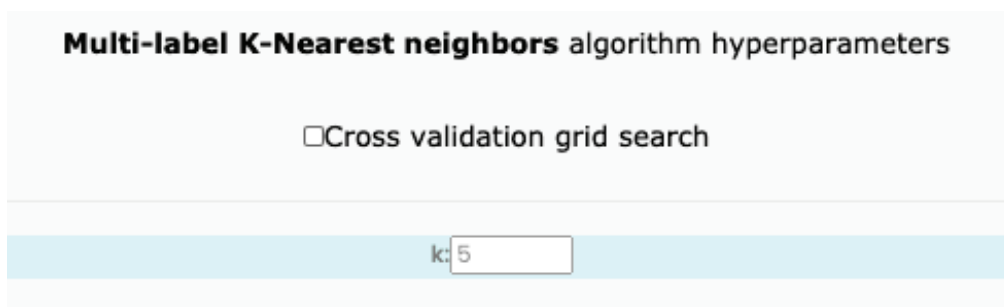 Multi-label K-Nearest neighbors algorithm hyperparameters
Cross validation grid search
k: 5